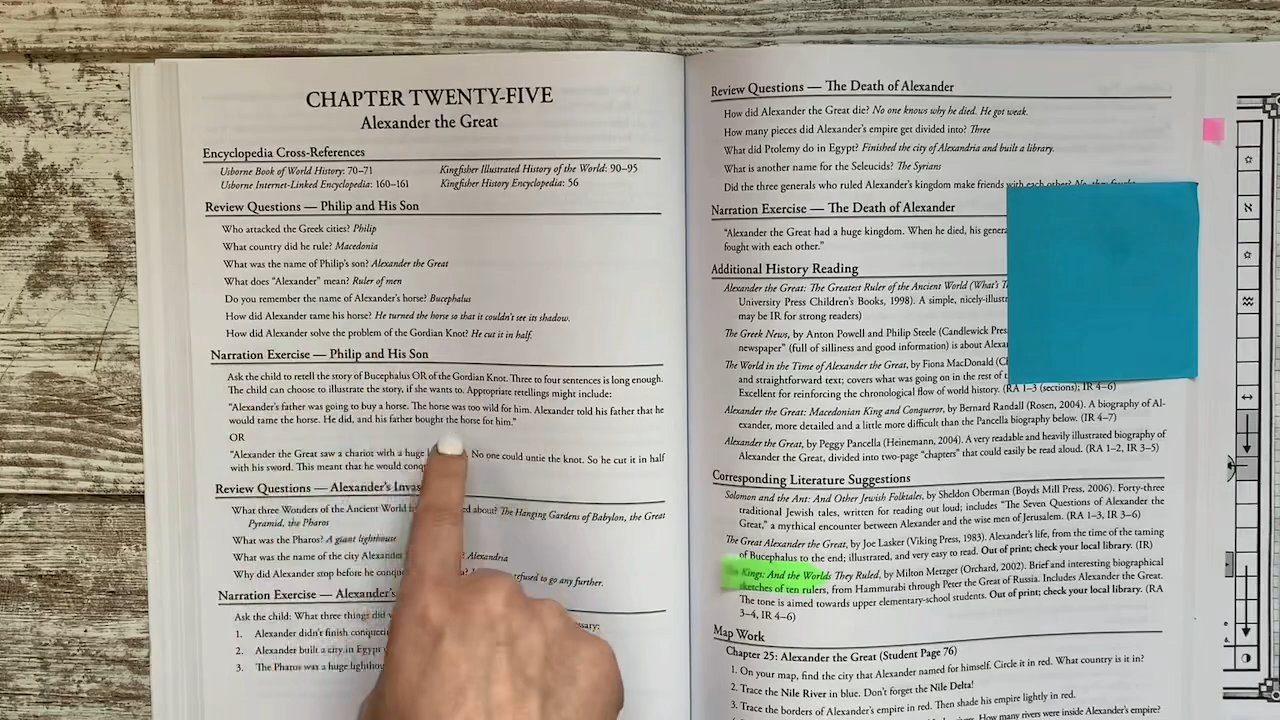 CHAPTER TWENTY-FIVE
Alexander the Great
Encyclopedia Cross-References
Usborne Book of World History: 70–71
Usborne Internet-Linked Encyclopedia: 160–161
Kingfisher Illustrated History of the World: 90–95
Kingfisher History Encyclopedia: 56
Review Questions — Philip and His Son
Who attacked the Greek cities? Philip
What country did he rule? Macedonia
What was the name of Philip's son? Alexander the Great
What does "Alexander" mean? Ruler of men
Do you remember the name of Alexander's horse? Bucephalus
How did Alexander tame his horse? He turned the horse so that it couldn't see its shadow.
How did Alexander solve the problem of the Gordian Knot? He cut it in half.
Narration Exercise — Philip and His Son
Ask the child to retell the story of Bucephalus OR of the Gordian Knot. Three to four sentences is long enough.
The child can choose to illustrate the story, if she wants to. Appropriate retellings might include:
"Alexander's father was going to buy a horse. The horse was too wild for him. Alexander told his father that he
would tame the horse. He did, and his father bought the horse for him."
OR
"Alexander the Great saw a chariot with a huge No one could untie the knot. So he cut it in half
with his sword. This meant that he would
Review Questions — Alexander's
What three Wonders of the Ancient World about? The Hanging Gardens of Babylon, the Great
Pyramid, the Pharos
What was the Pharos? A giant lighthouse
What was the name of the city Alexandria
Why did Alexander stop before he refused to go any further.
Narration Exercise — Alexander's
Ask the child: What three things did
1. Alexander didn't finish
2. Alexander built a city in Egypt
3. The Pharos was a huge
Review Questions — The Death of Alexander
How did Alexander the Great die? No one knows why he died. He got weak.
How many pieces did Alexander's empire get divided into? Three
What did Ptolemy do in Egypt? Finished the city of Alexandria and built a library.
What is another name for the Seleucids? The Syrians
Did the three generals who ruled Alexander's kingdom make friends with each other? No, they
Narration Exercise — The Death of Alexander
"Alexander the Great had a huge kingdom. When he died, his
fought with each other."
Additional History Reading
Alexander the Great: The Greatest Ruler of the Ancient World (What's
University Press Children's Books, 1998). A simple,
may be IR for strong readers)
The Greek News, by Anton Powell and Philip Steele (Candlewick
newspaper" (full of silliness and good information) is about
The World in the Time of Alexander the Great, by Fiona MacDonald
and straightforward text; covers what was going on in the rest of
Excellent for reinforcing the chronological flow of world history. (RA 1–3 (sections); IR 4–6)
Alexander the Great: Macedonian King and Conqueror, by Bernard Randall (Rosen, 2004). A biography of Al-
exander, more detailed and a little more difficult than the Pancella biography below. (IR 4–7)
Alexander the Great, by Peggy Pancella (Heinemann, 2004). A very readable and heavily illustrated biography of
Alexander the Great, divided into two-page "chapters" that could easily be read aloud. (RA 1–2, IR 3–5)
Corresponding Literature Suggestions
Solomon and the Ant: And Other Jewish Folktales, by Sheldon Oberman (Boyds Mill Press, 2006). Forty-three
traditional Jewish tales, written for reading out loud; includes "The Seven Questions of Alexander the
Great," a mythical encounter between Alexander and the wise men of Jerusalem. (RA 1–3, IR 3–6)
The Great Alexander the Great, by Joe Lasker (Viking Press, 1983). Alexander's life, from the time of the taming
of Bucephalus to the end; illustrated, and very easy to read. Out of print; check your local library. (IR)
Kings: And the Worlds They Ruled, by Milton Metzger (Orchard, 2002). Brief and interesting biographical
sketches of ten rulers, from Hammurabi through Peter the Great of Russia. Includes Alexander the Great.
The tone is aimed towards upper elementary-school students. Out of print; check your local library. (RA
3–4, IR 4–6)
Map Work
Chapter 25: Alexander the Great (Student Page 76)
1. On your map, find the city that Alexander named for himself. Circle it in red. What country is it in?
2. Trace the Nile River in blue. Don't forget the Nile Delta!
3. Trace the borders of Alexander's empire in red. Then shade his empire lightly in red.
How many rivers were inside Alexander's empire?